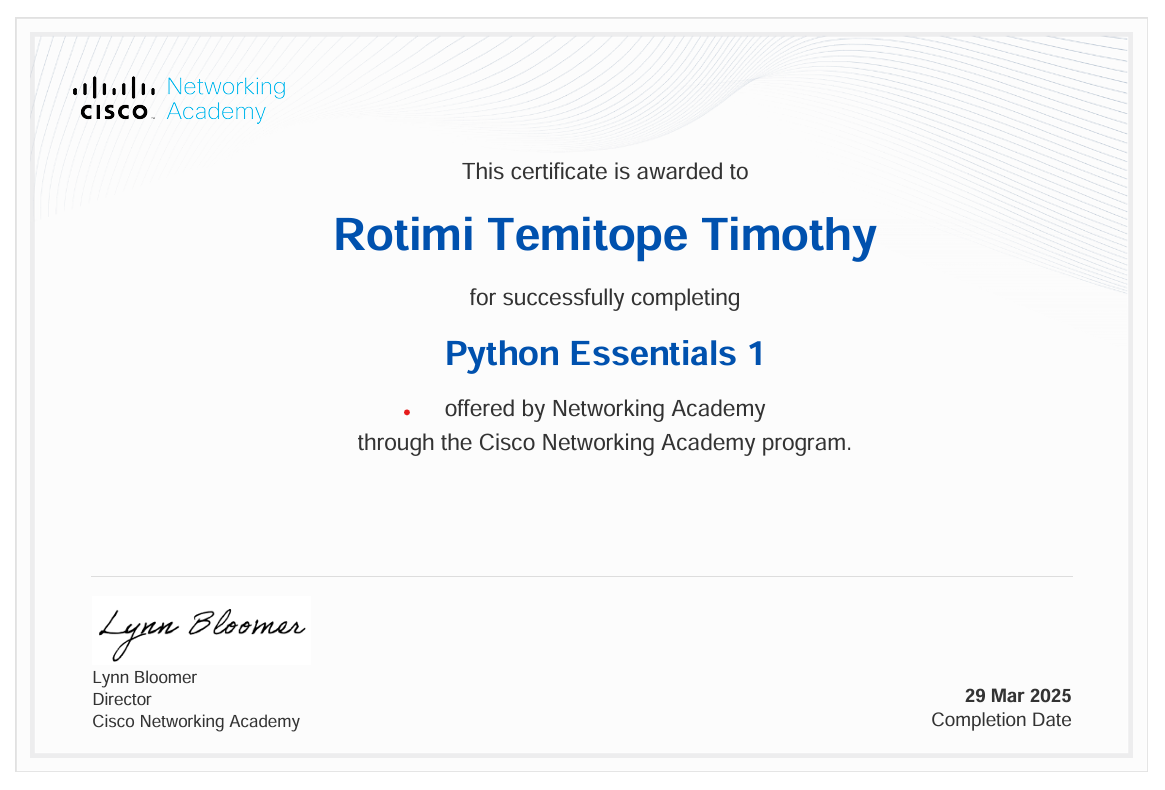 CISCO Networking
Academy
This certificate is awarded to
Rotimi Temitope Timothy
for successfully completing
Python Essentials 1
offered by Networking Academy
through the Cisco Networking Academy program.
Lynn Bloomer
Lynn Bloomer
Director
Cisco Networking Academy
29 Mar 2025
Completion Date